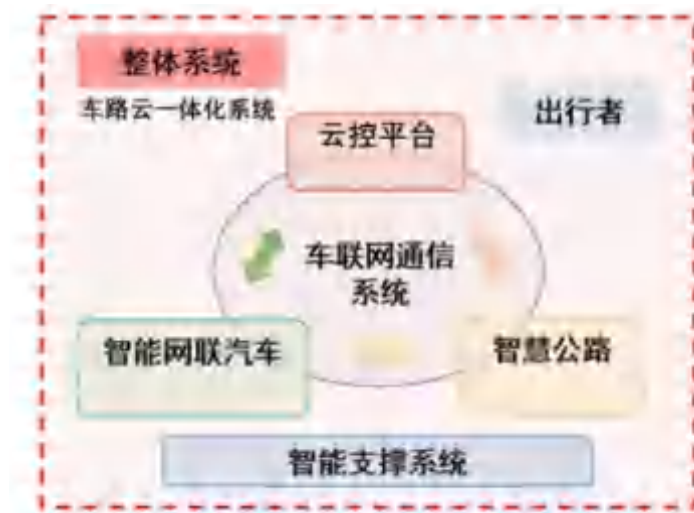 整体系统
车路云一体化系统
出行者
云控平台
车联网通信
系统
智能网联汽车
智慧公路
智能支撑系统